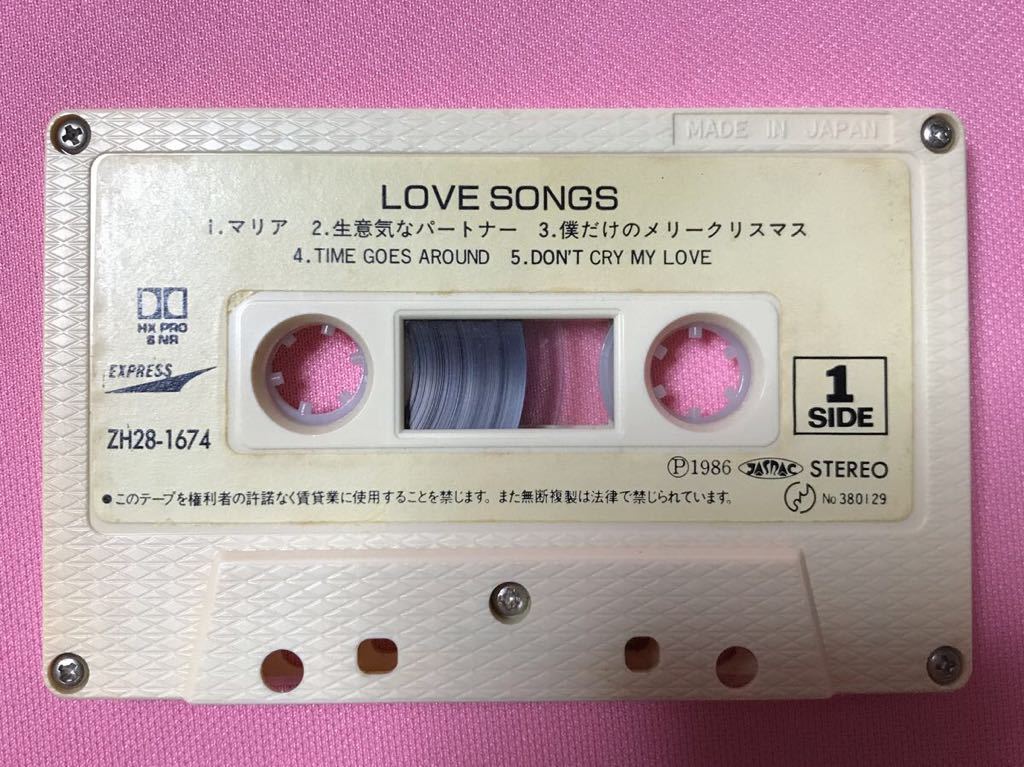 MADE IN JAPAN
LOVE SONGS
1.マリア 2.生意気なパートナー 3.僕だけのメリークリスマス
4.TIME GOES AROUND 5.DON'T CRY MY LOVE
HX PRO
B NR
EXPRESS
ZH28-1674
1
SIDE
Ⓟ1986 JASRAC STEREO
●このテープを権利者の許諾なく賃貸業に使用することを禁じます。また無断複製は法律で禁じられています。
No 380129